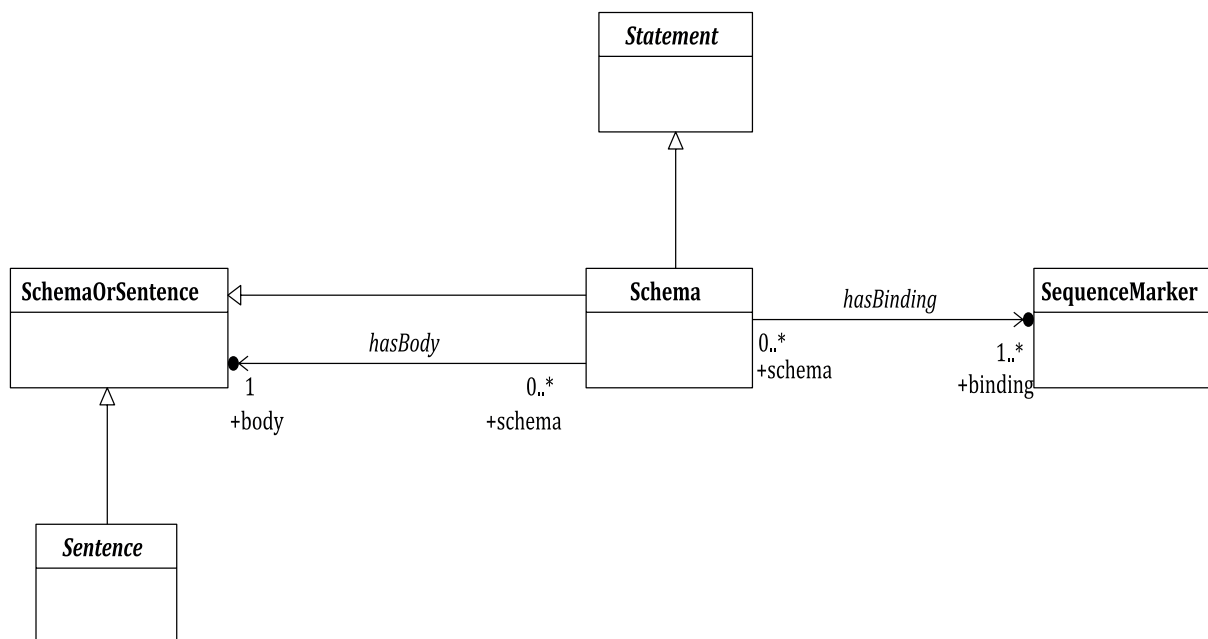 Statement
SchemaOrSentence
Schema
SequenceMarker
hasBinding
hasBody
0..*
+schema
1..*
+binding
1
+body
0..*
+schema
Sentence